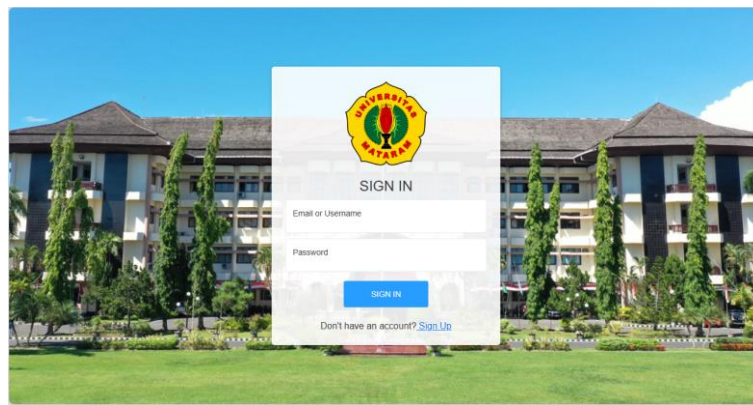 UNIVERSITAS
MATARAM
SIGN IN
Email or Username
Password
SIGN IN
Don't have an account? Sign Up